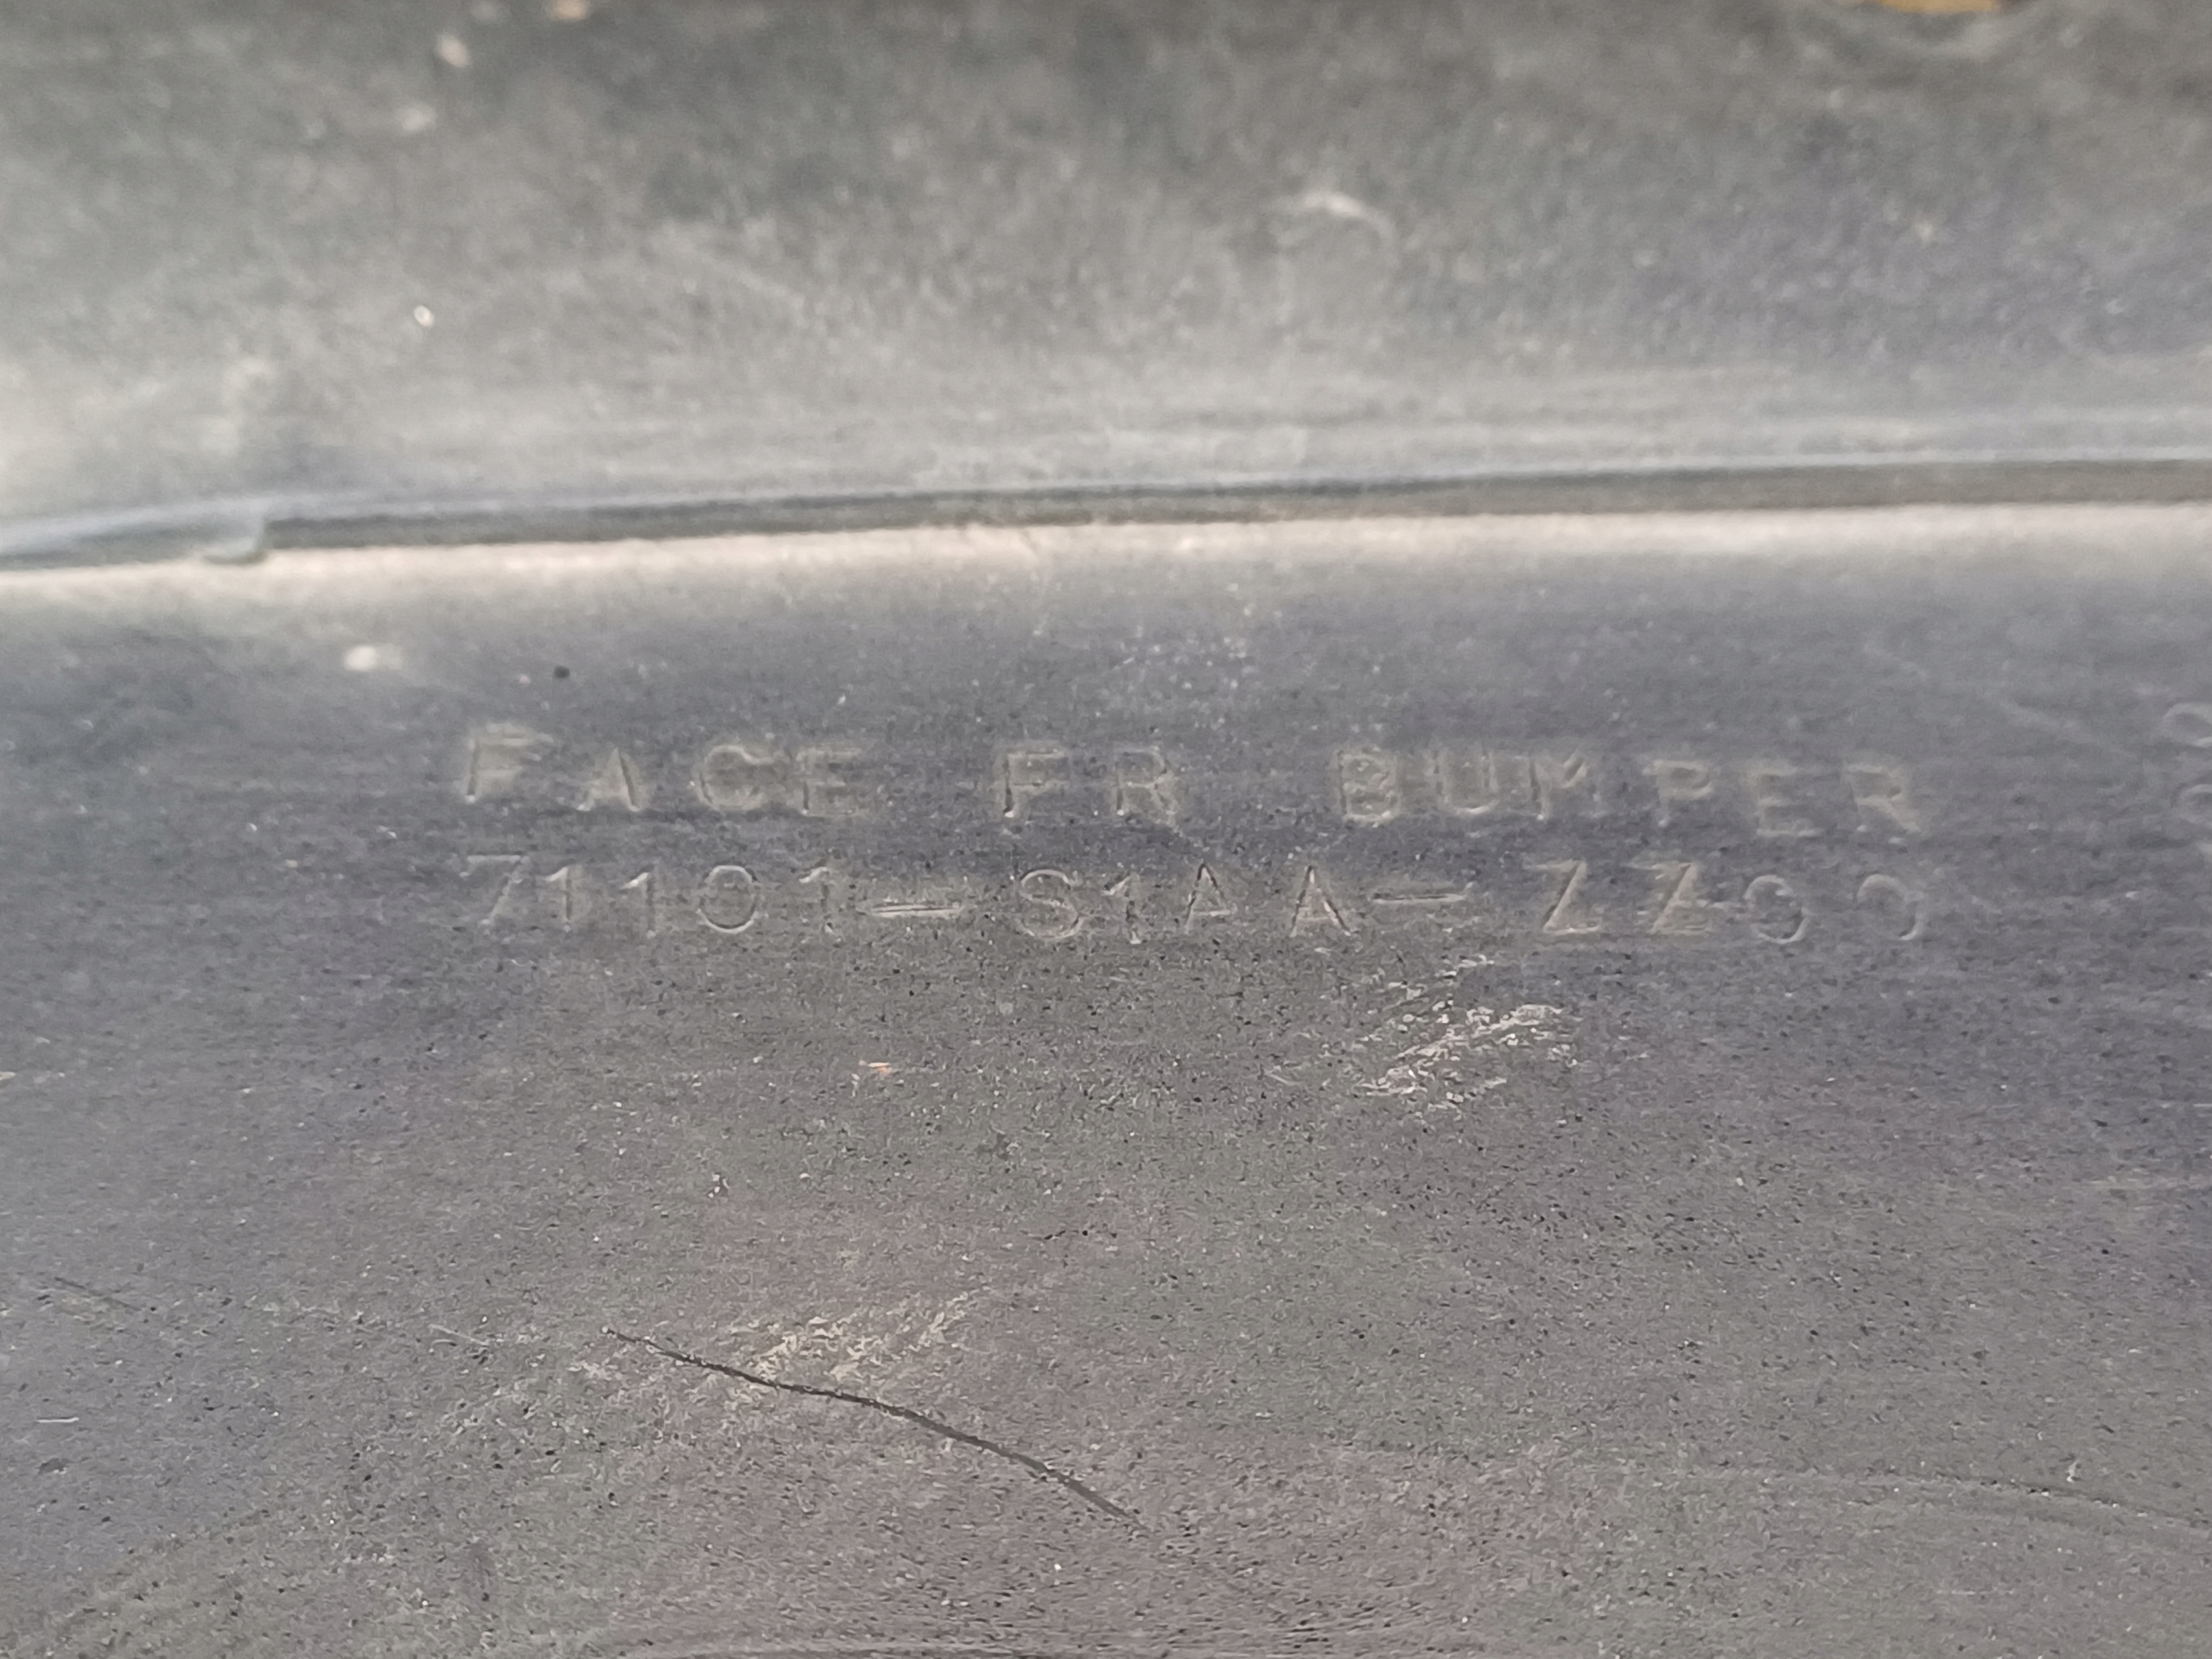 FACE FR BUMPER
71101-S1AA-ZZ00